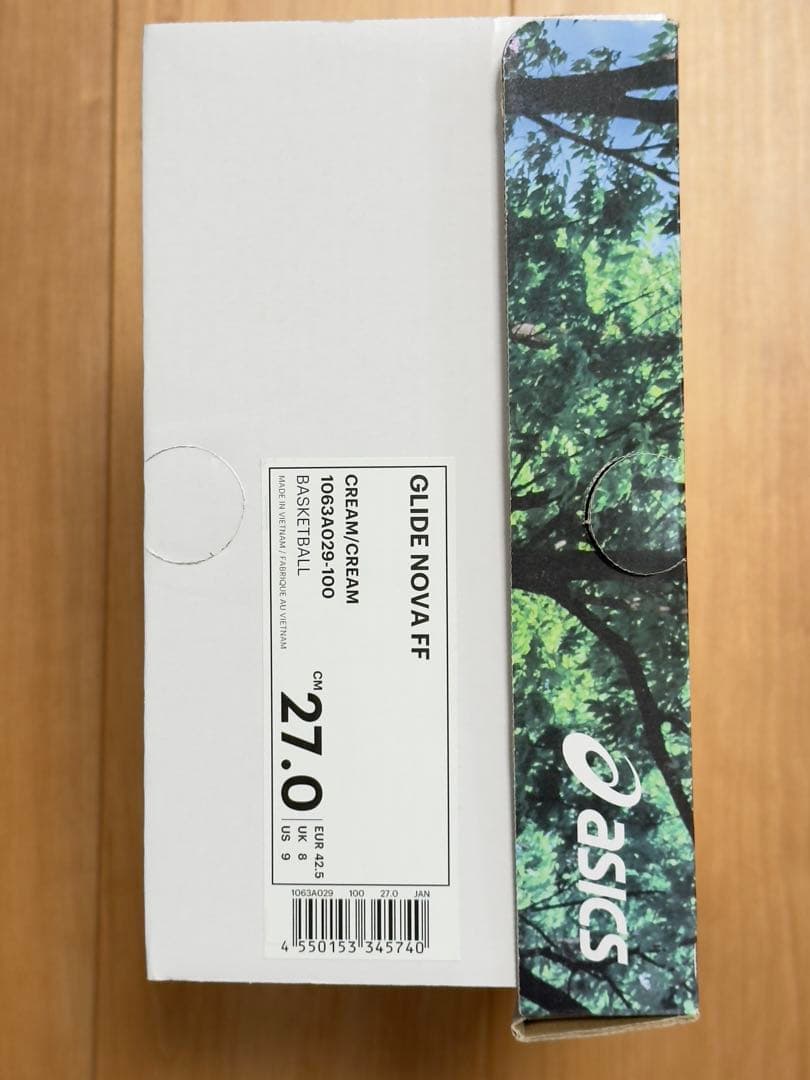 asics
GLIDE NOVA FF
CREAM/CREAM
1063A029-100
BASKETBALL
MADE IN VIETNAM / FABRIQUE AU VIETNAM
CM 27.0
EUR 42.5
UK 8
US 9
1063A029 100 27.0 JAN
4 550153 345740